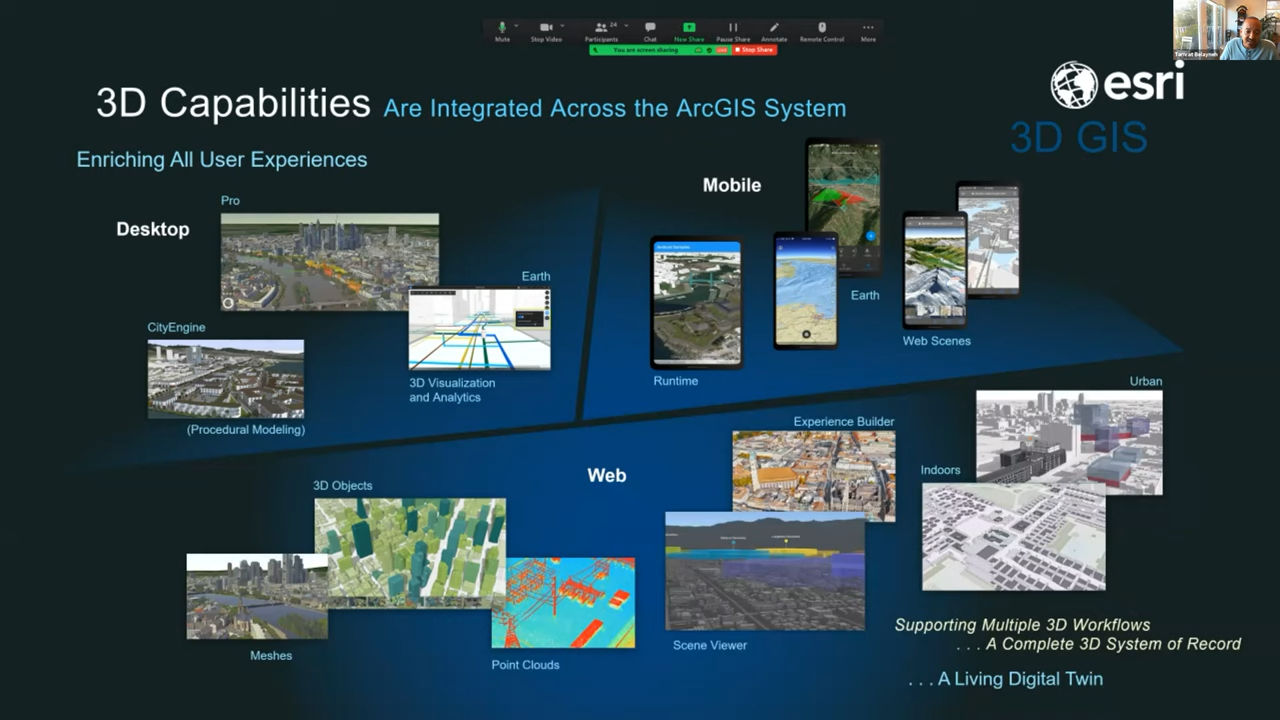 24
Mute
Stop Video
Participants
Chat
New Share
Pause Share
Annotate
Remote Control
More
You are screen sharing
Stop Share
Tamrat Belayneh
esri
3D GIS
3D Capabilities Are Integrated Across the ArcGIS System
Enriching All User Experiences
Desktop
Pro
Earth
CityEngine
3D Visualization
and Analytics
(Procedural Modeling)
Mobile
Earth
Web Scenes
Runtime
Web
3D Objects
Meshes
Point Clouds
Experience Builder
Scene Viewer
Urban
Indoors
Supporting Multiple 3D Workflows
. . . A Complete 3D System of Record
. . . A Living Digital Twin